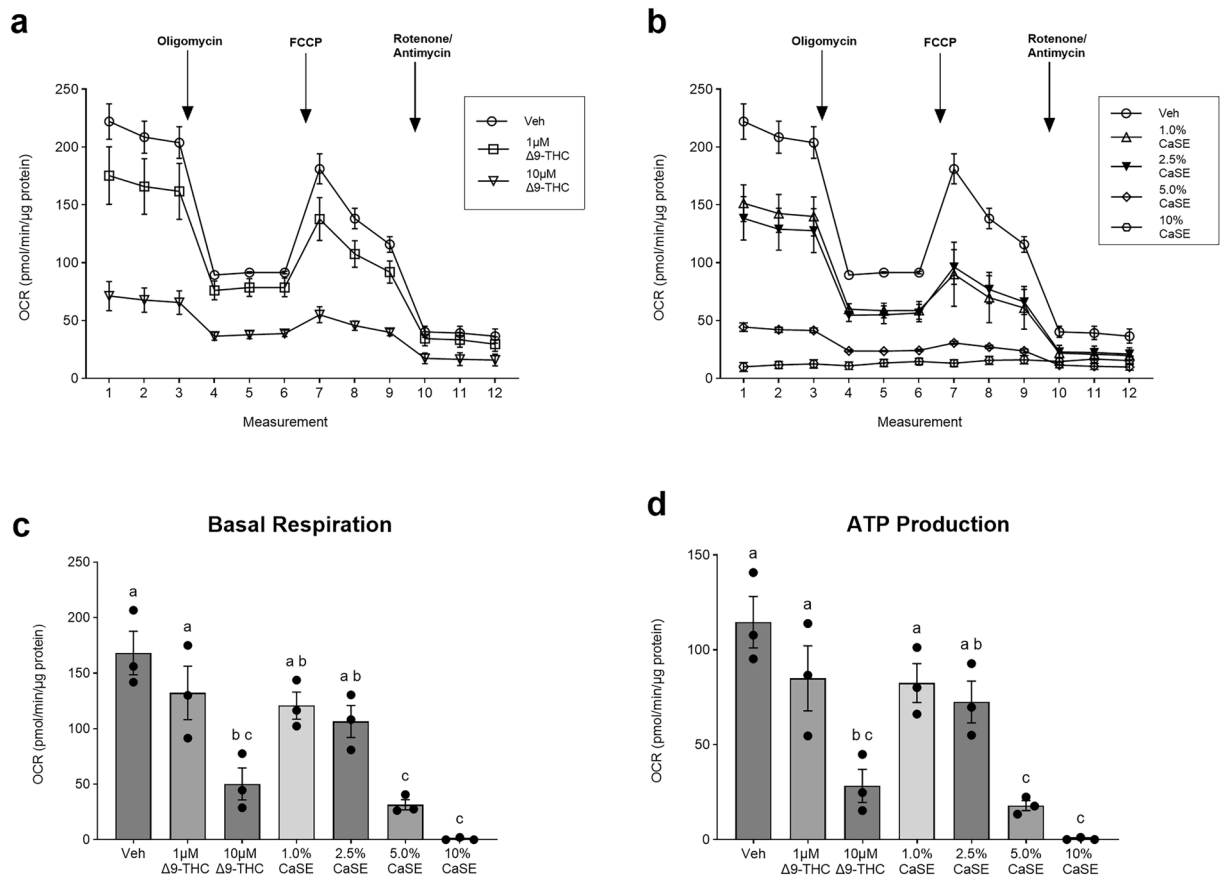 a
Oligomycin
FCCP
Rotenone/
Antimycin
OCR (pmol/min/µg protein)
250
200
150
100
50
0
1 2 3 4 5 6 7 8 9 10 11 12
Measurement
Veh
1µM
Δ9-THC
10µM
Δ9-THC
b
Oligomycin
FCCP
Rotenone/
Antimycin
OCR (pmol/min/µg protein)
250
200
150
100
50
0
1 2 3 4 5 6 7 8 9 10 11 12
Measurement
Veh
1.0%
CaSE
2.5%
CaSE
5.0%
CaSE
10%
CaSE
c
Basal Respiration
OCR (pmol/min/µg protein)
250
200
150
100
50
0
a
a
b c
a b
a b
c
c
Veh 1µM 10µM 1.0% 2.5% 5.0% 10%
Δ9-THC Δ9-THC CaSE CaSE CaSE CaSE
d
ATP Production
OCR (pmol/min/µg protein)
150
100
50
0
a
a
b c
a
a b
c
c
Veh 1µM 10µM 1.0% 2.5% 5.0% 10%
Δ9-THC Δ9-THC CaSE CaSE CaSE CaSE